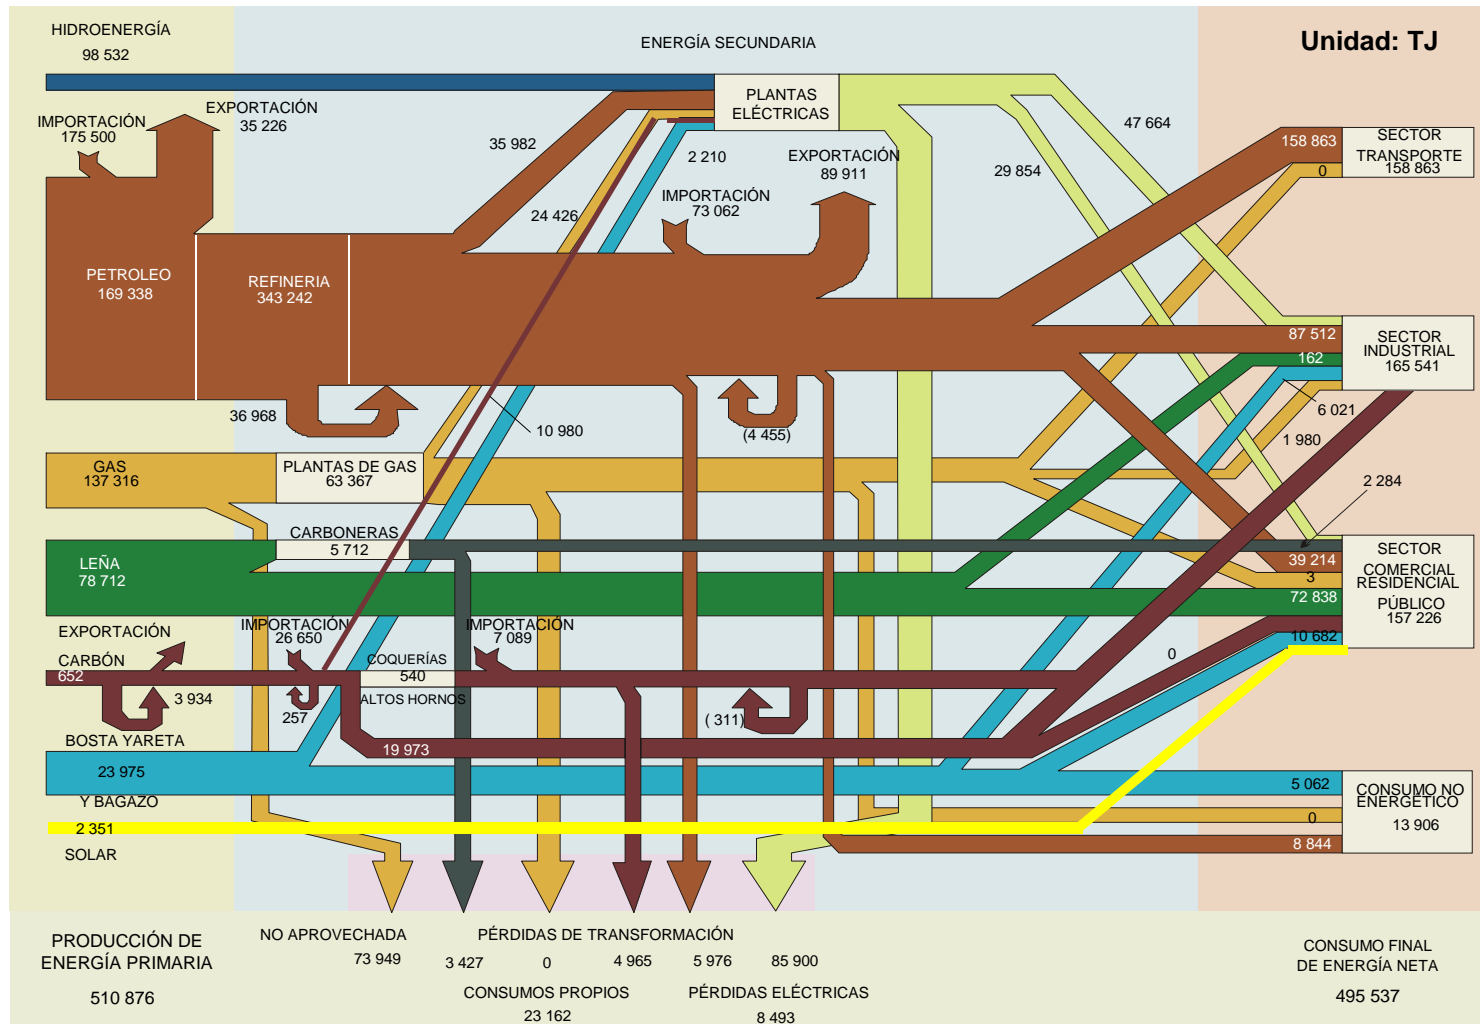 HIDROENERGÍA
98 532
ENERGÍA SECUNDARIA
Unidad: TJ
PLANTAS
ELÉCTRICAS
IMPORTACIÓN
175 500
EXPORTACIÓN
35 226
35 982
2 210
24 426
EXPORTACIÓN
89 911
IMPORTACIÓN
73 062
47 664
29 854
158 863
0
SECTOR
TRANSPORTE
158 863
PETROLEO
169 338
REFINERIA
343 242
87 512
162
SECTOR
INDUSTRIAL
165 541
6 021
1 980
36 968
10 980
(4 455)
GAS
137 316
PLANTAS DE GAS
63 367
2 284
CARBONERAS
5 712
LEÑA
78 712
39 214
3
72 838
10 682
SECTOR
COMERCIAL
RESIDENCIAL
PÚBLICO
157 226
EXPORTACIÓN
CARBÓN
652
3 934
IMPORTACIÓN
26 650
257
IMPORTACIÓN
7 089
COQUERÍAS
540
ALTOS HORNOS
0
( 311)
19 973
BOSTA YARETA
23 975
Y BAGAZO
2 351
SOLAR
5 062
0
8 844
CONSUMO NO
ENERGÉTICO
13 906
PRODUCCIÓN DE
ENERGÍA PRIMARIA
510 876
NO APROVECHADA
73 949
PÉRDIDAS DE TRANSFORMACIÓN
3 427 0 4 965 5 976 85 900
CONSUMOS PROPIOS
23 162
PÉRDIDAS ELÉCTRICAS
8 493
CONSUMO FINAL
DE ENERGÍA NETA
495 537